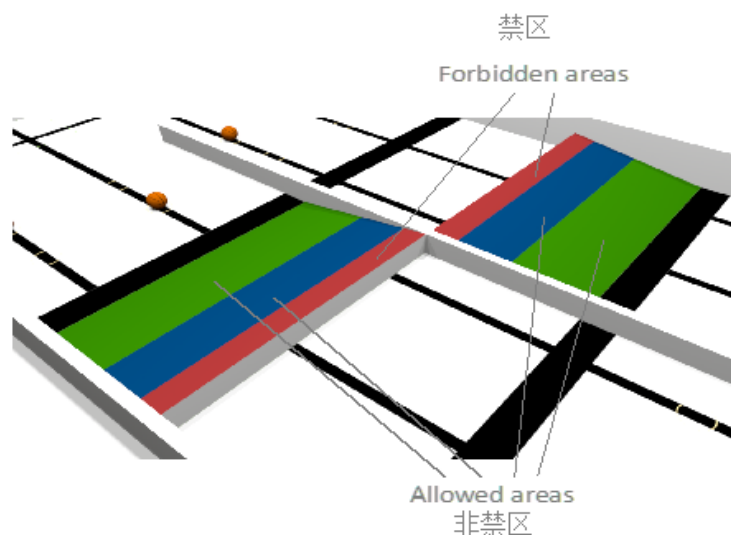 禁区
Forbidden areas
Allowed areas
非禁区